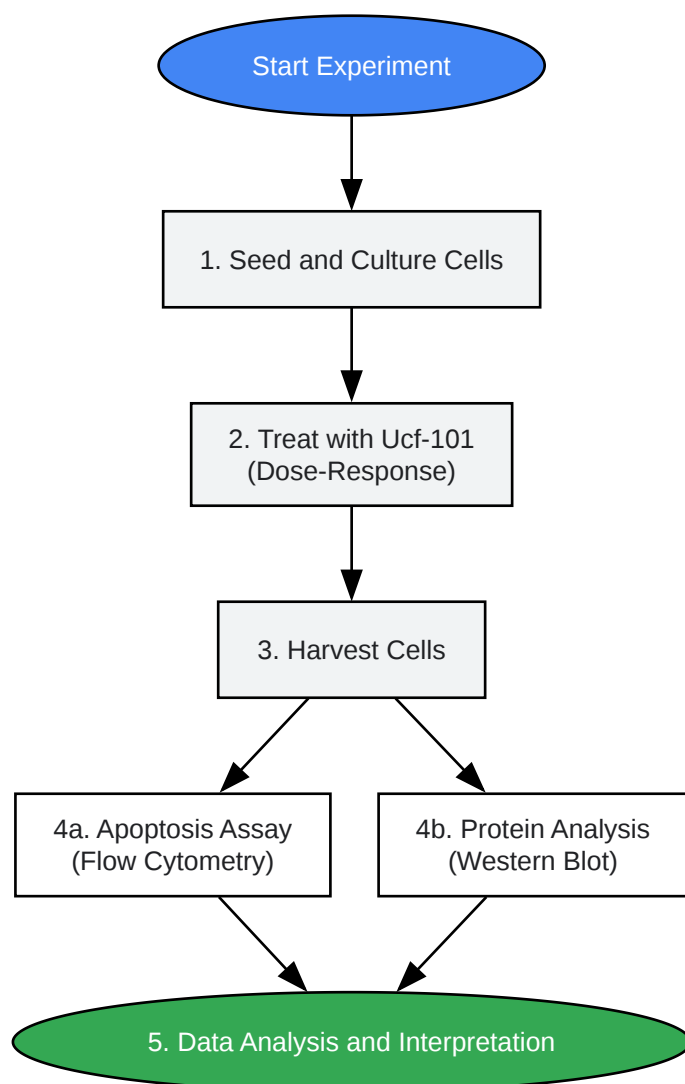 Start Experiment
1. Seed and Culture Cells
2. Treat with Ucf-101
(Dose-Response)
3. Harvest Cells
4a. Apoptosis Assay
(Flow Cytometry)
4b. Protein Analysis
(Western Blot)
5. Data Analysis and Interpretation